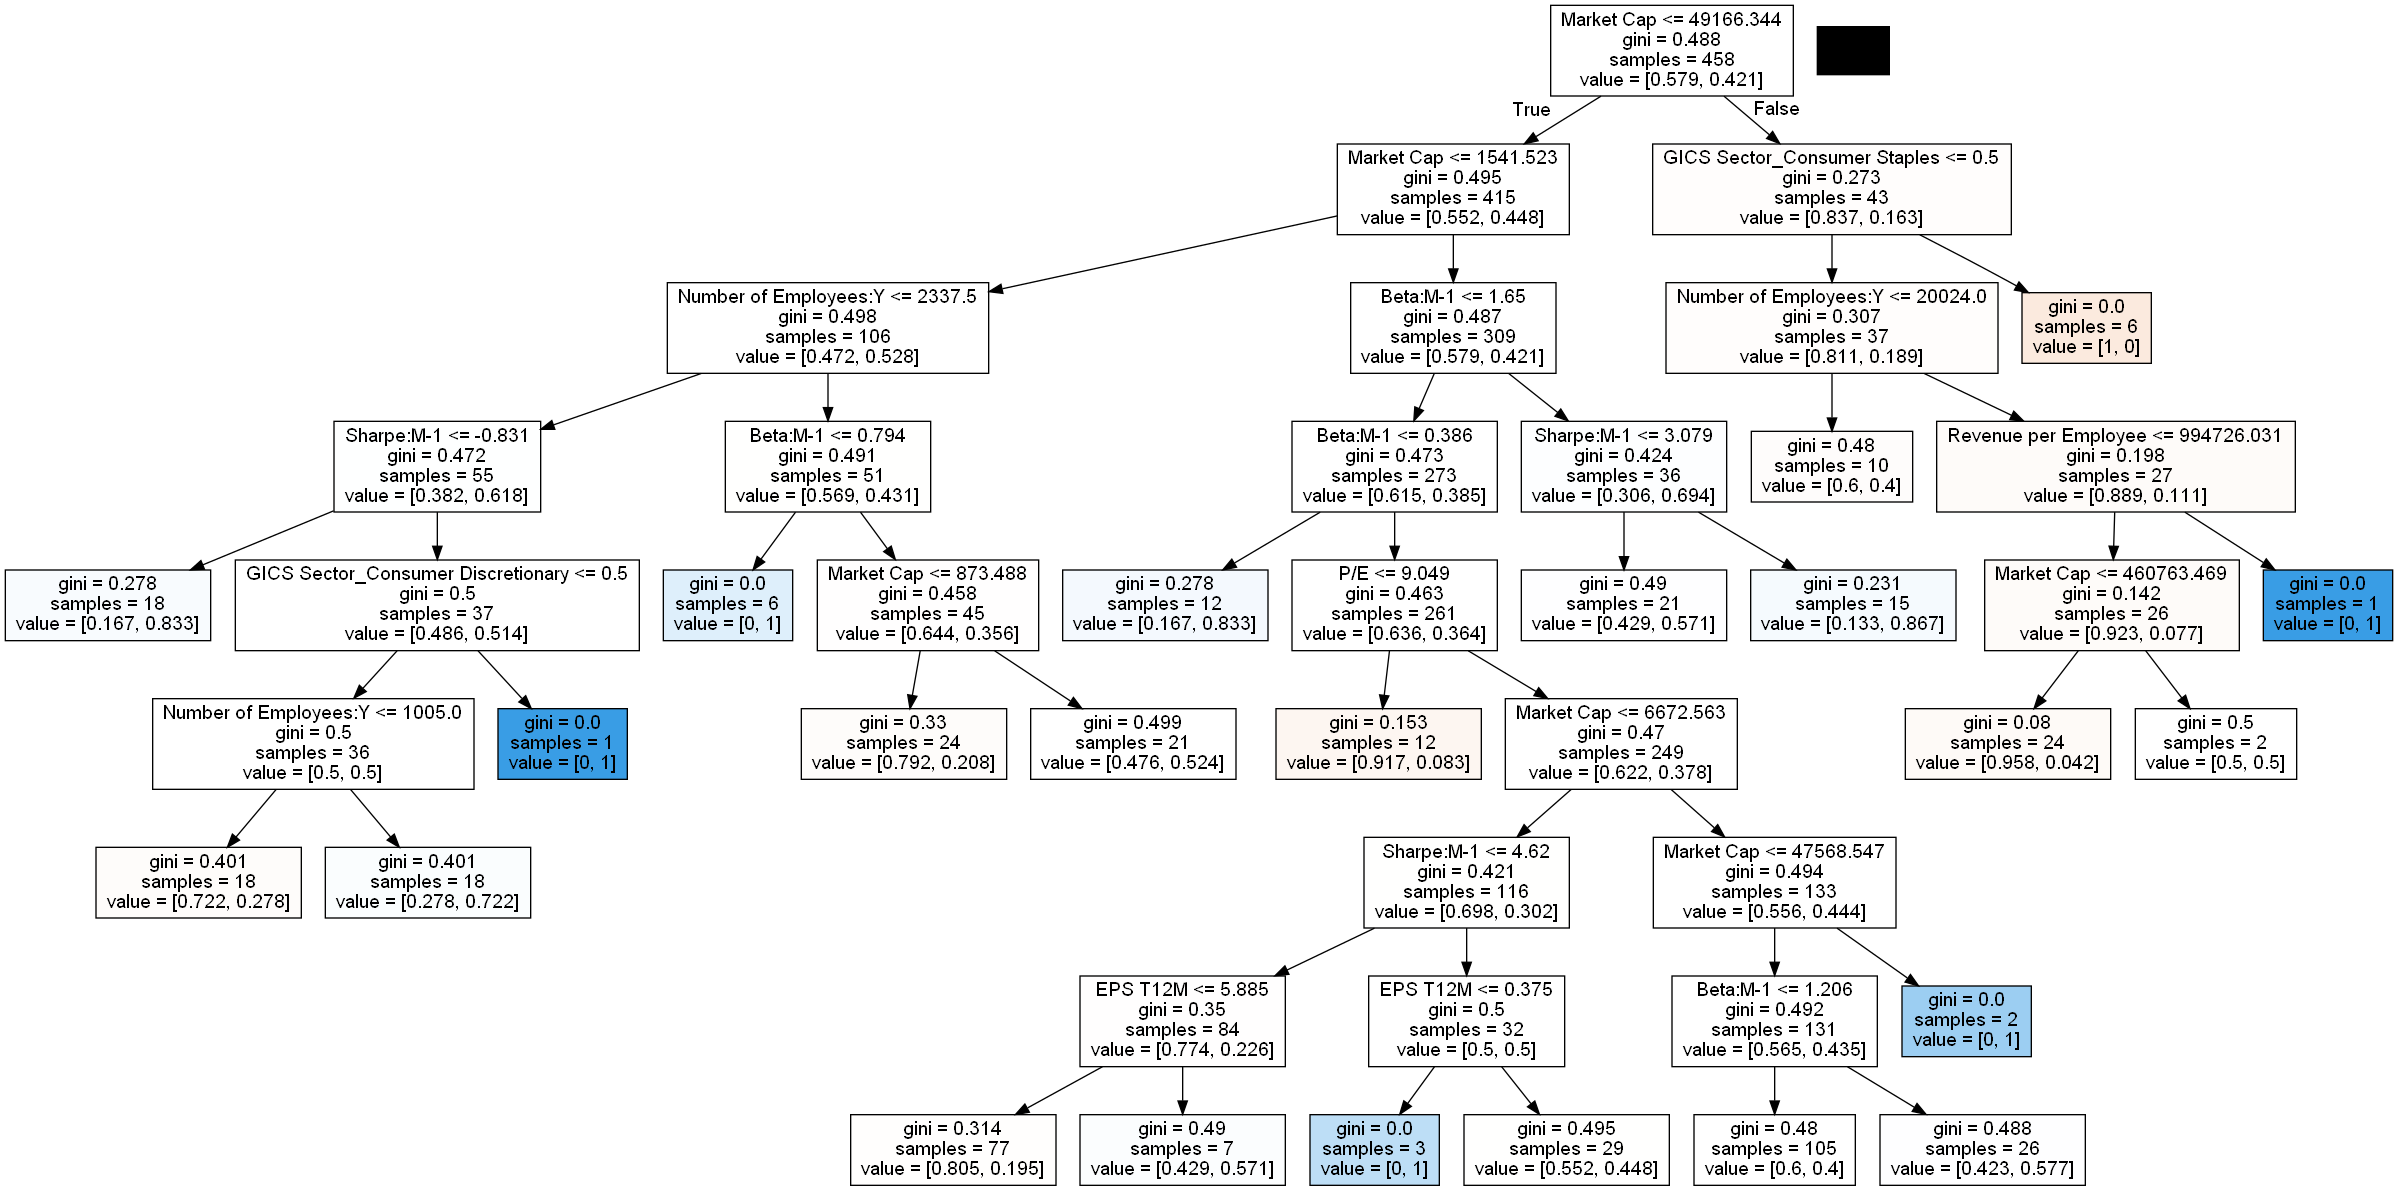 Market Cap <= 49166.344
gini = 0.488
samples = 458
value = [0.579, 0.421]
True
False
Market Cap <= 1541.523
gini = 0.495
samples = 415
value = [0.552, 0.448]
GICS Sector_Consumer Staples <= 0.5
gini = 0.273
samples = 43
value = [0.837, 0.163]
Number of Employees:Y <= 2337.5
gini = 0.498
samples = 106
value = [0.472, 0.528]
Beta:M-1 <= 1.65
gini = 0.487
samples = 309
value = [0.579, 0.421]
Number of Employees:Y <= 20024.0
gini = 0.307
samples = 37
value = [0.811, 0.189]
gini = 0.0
samples = 6
value = [1, 0]
Sharpe:M-1 <= -0.831
gini = 0.472
samples = 55
value = [0.382, 0.618]
Beta:M-1 <= 0.794
gini = 0.491
samples = 51
value = [0.569, 0.431]
Beta:M-1 <= 0.386
gini = 0.473
samples = 273
value = [0.615, 0.385]
Sharpe:M-1 <= 3.079
gini = 0.424
samples = 36
value = [0.306, 0.694]
gini = 0.48
samples = 10
value = [0.6, 0.4]
Revenue per Employee <= 994726.031
gini = 0.198
samples = 27
value = [0.889, 0.111]
gini = 0.278
samples = 18
value = [0.167, 0.833]
GICS Sector_Consumer Discretionary <= 0.5
gini = 0.5
samples = 37
value = [0.486, 0.514]
gini = 0.0
samples = 6
value = [0, 1]
Market Cap <= 873.488
gini = 0.458
samples = 45
value = [0.644, 0.356]
gini = 0.278
samples = 12
value = [0.167, 0.833]
P/E <= 9.049
gini = 0.463
samples = 261
value = [0.636, 0.364]
gini = 0.49
samples = 21
value = [0.429, 0.571]
gini = 0.231
samples = 15
value = [0.133, 0.867]
Market Cap <= 460763.469
gini = 0.142
samples = 26
value = [0.923, 0.077]
gini = 0.0
samples = 1
value = [0, 1]
Number of Employees:Y <= 1005.0
gini = 0.5
samples = 36
value = [0.5, 0.5]
gini = 0.0
samples = 1
value = [0, 1]
gini = 0.33
samples = 24
value = [0.792, 0.208]
gini = 0.499
samples = 21
value = [0.476, 0.524]
gini = 0.153
samples = 12
value = [0.917, 0.083]
Market Cap <= 6672.563
gini = 0.47
samples = 249
value = [0.622, 0.378]
gini = 0.08
samples = 24
value = [0.958, 0.042]
gini = 0.5
samples = 2
value = [0.5, 0.5]
gini = 0.401
samples = 18
value = [0.722, 0.278]
gini = 0.401
samples = 18
value = [0.278, 0.722]
Sharpe:M-1 <= 4.62
gini = 0.421
samples = 116
value = [0.698, 0.302]
Market Cap <= 47568.547
gini = 0.494
samples = 133
value = [0.556, 0.444]
EPS T12M <= 5.885
gini = 0.35
samples = 84
value = [0.774, 0.226]
EPS T12M <= 0.375
gini = 0.5
samples = 32
value = [0.5, 0.5]
Beta:M-1 <= 1.206
gini = 0.492
samples = 131
value = [0.565, 0.435]
gini = 0.0
samples = 2
value = [0, 1]
gini = 0.314
samples = 77
value = [0.805, 0.195]
gini = 0.49
samples = 7
value = [0.429, 0.571]
gini = 0.0
samples = 3
value = [0, 1]
gini = 0.495
samples = 29
value = [0.552, 0.448]
gini = 0.48
samples = 105
value = [0.6, 0.4]
gini = 0.488
samples = 26
value = [0.423, 0.577]